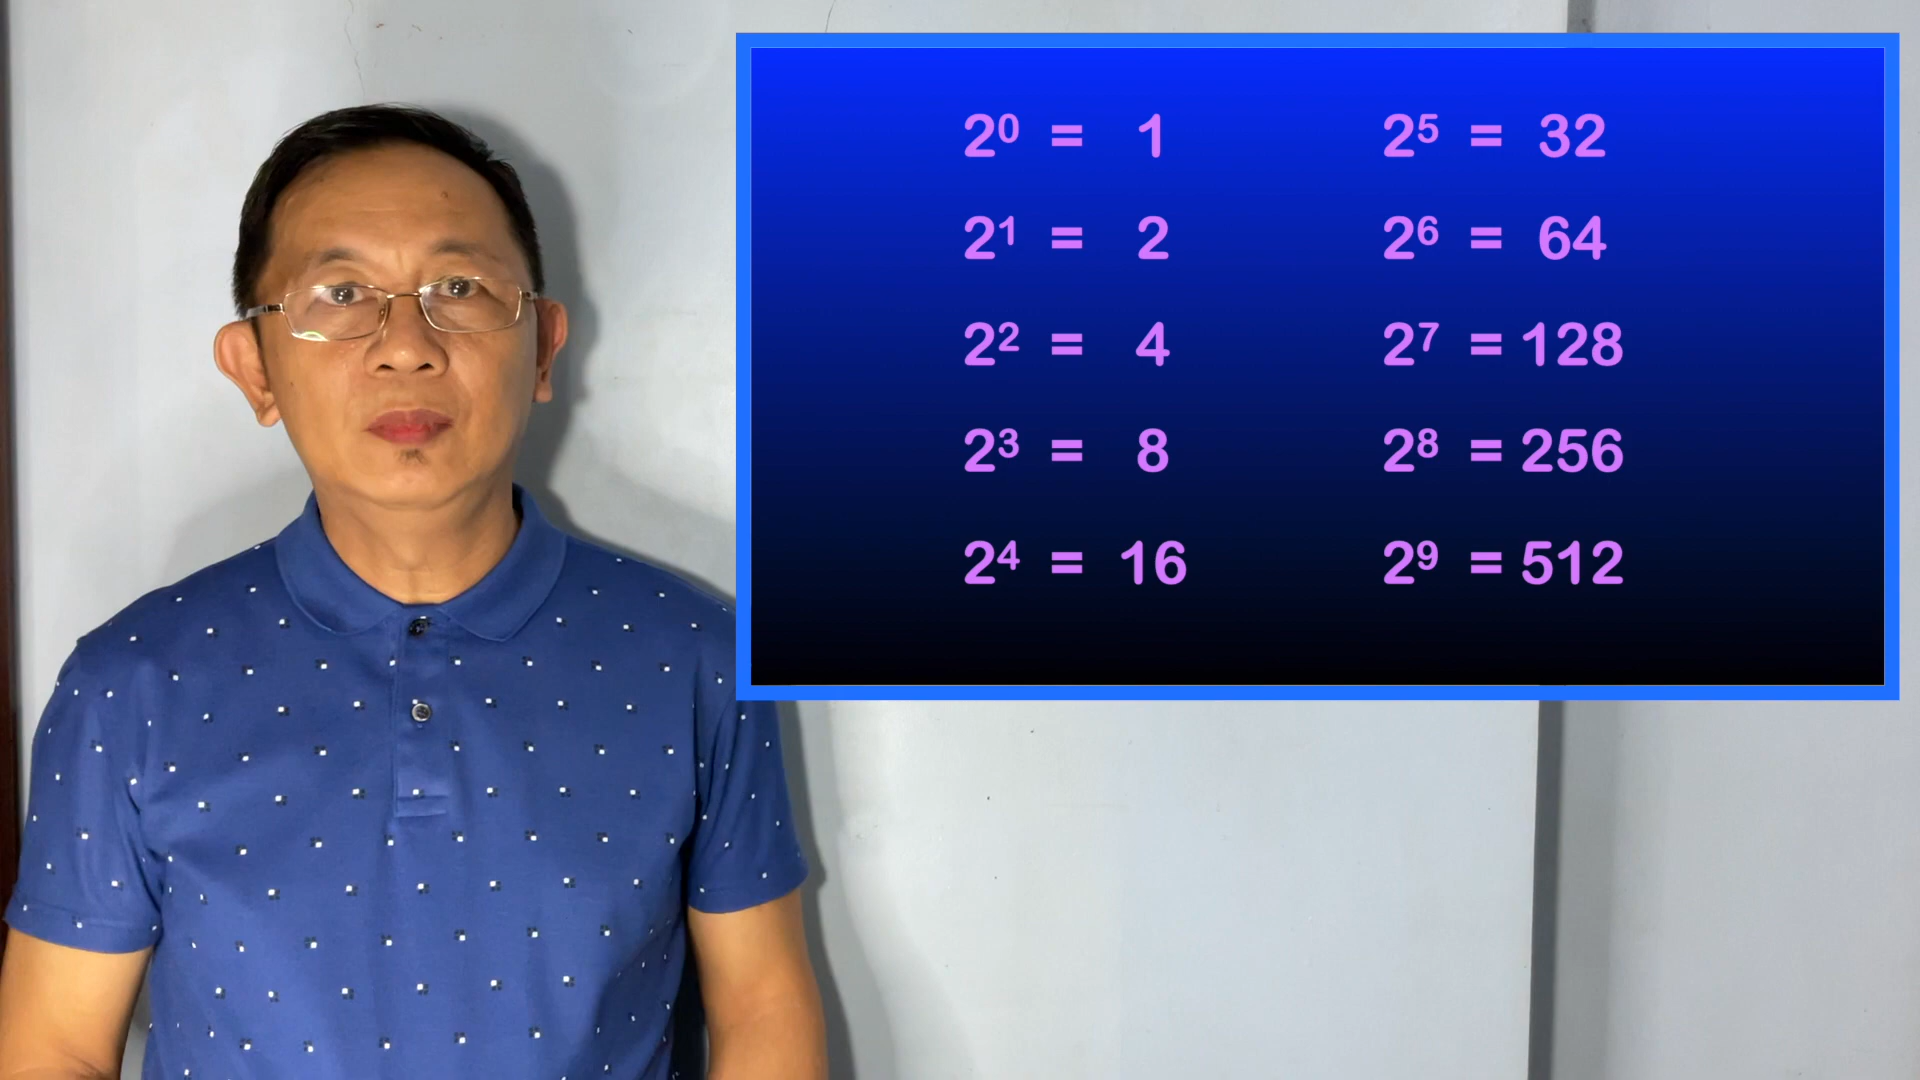 2⁰ = 1
2¹ = 2
2² = 4
2³ = 8
2⁴ = 16
2⁵ = 32
2⁶ = 64
2⁷ = 128
2⁸ = 256
2⁹ = 512